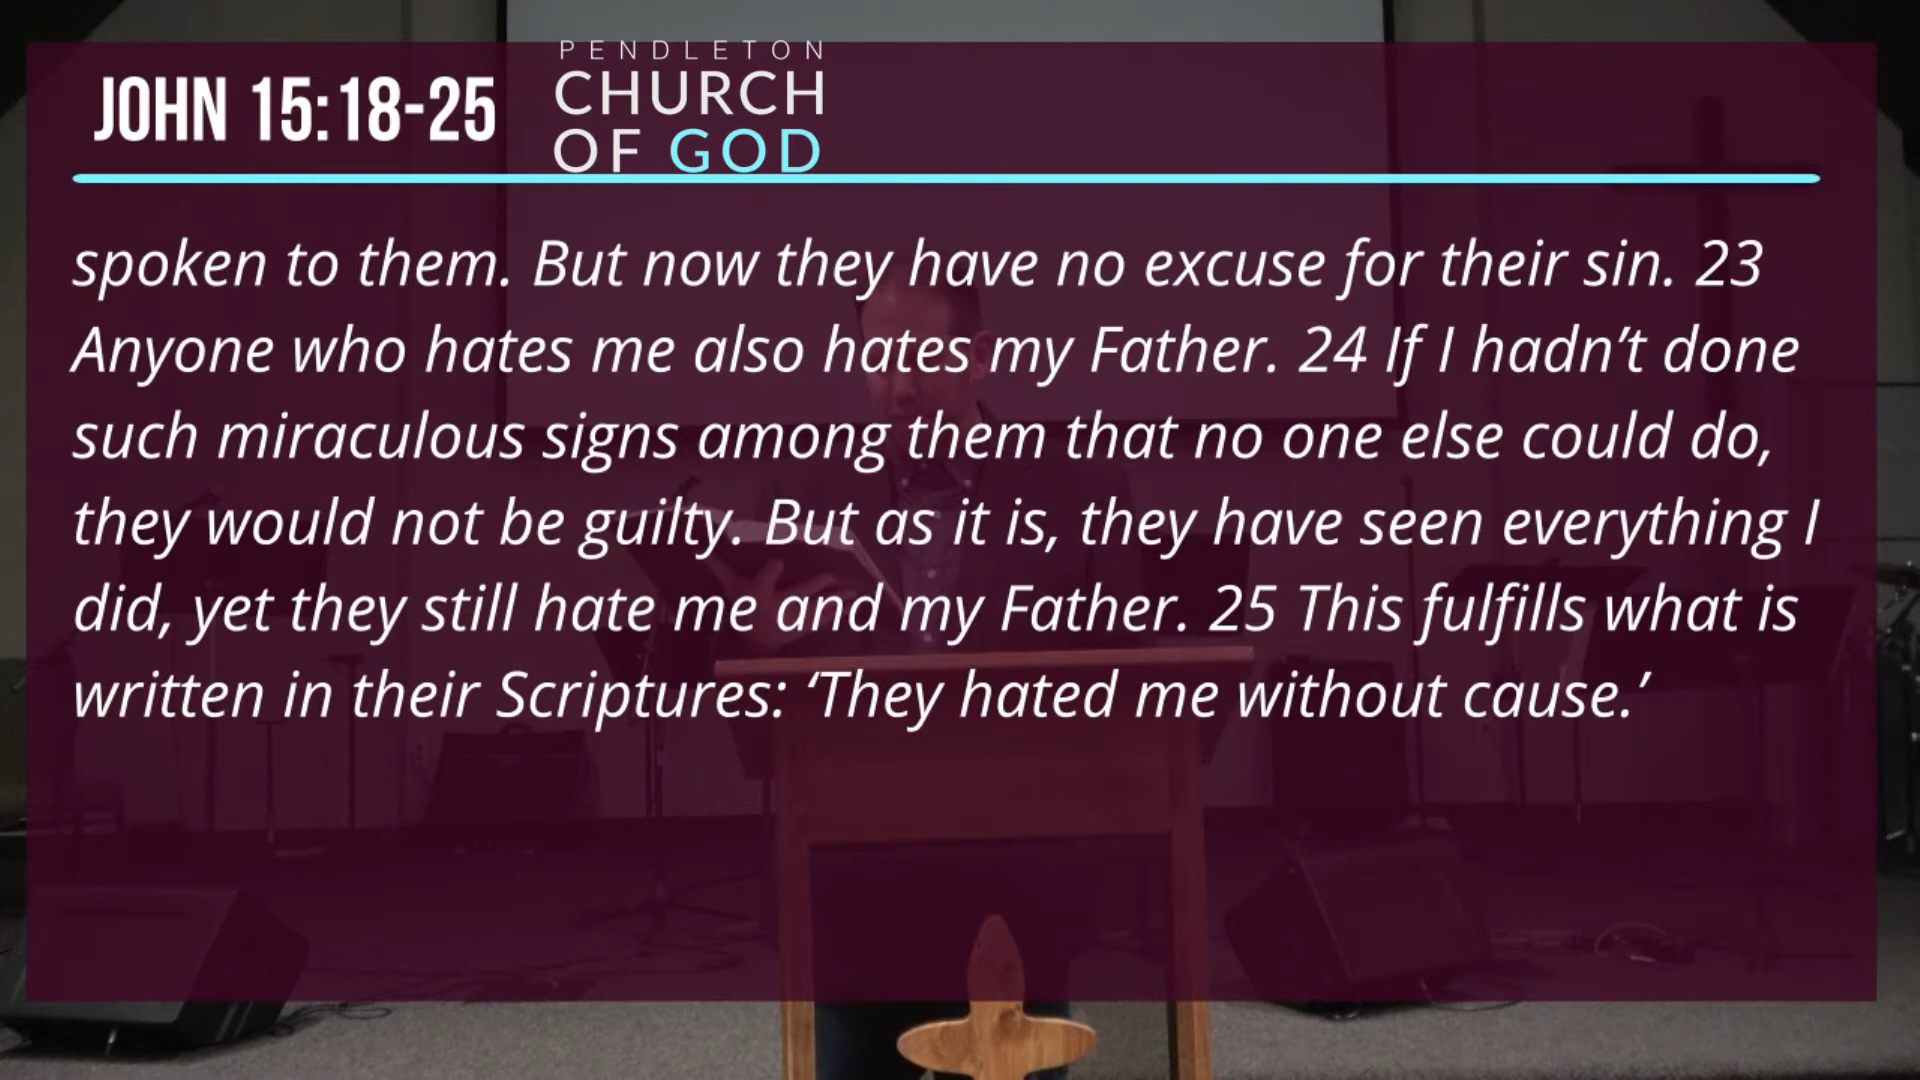 JOHN 15:18-25
PENDLETON
CHURCH
OF GOD
spoken to them. But now they have no excuse for their sin. 23
Anyone who hates me also hates my Father. 24 If I hadn’t done
such miraculous signs among them that no one else could do,
they would not be guilty. But as it is, they have seen everything I
did, yet they still hate me and my Father. 25 This fulfills what is
written in their Scriptures: ‘They hated me without cause.’